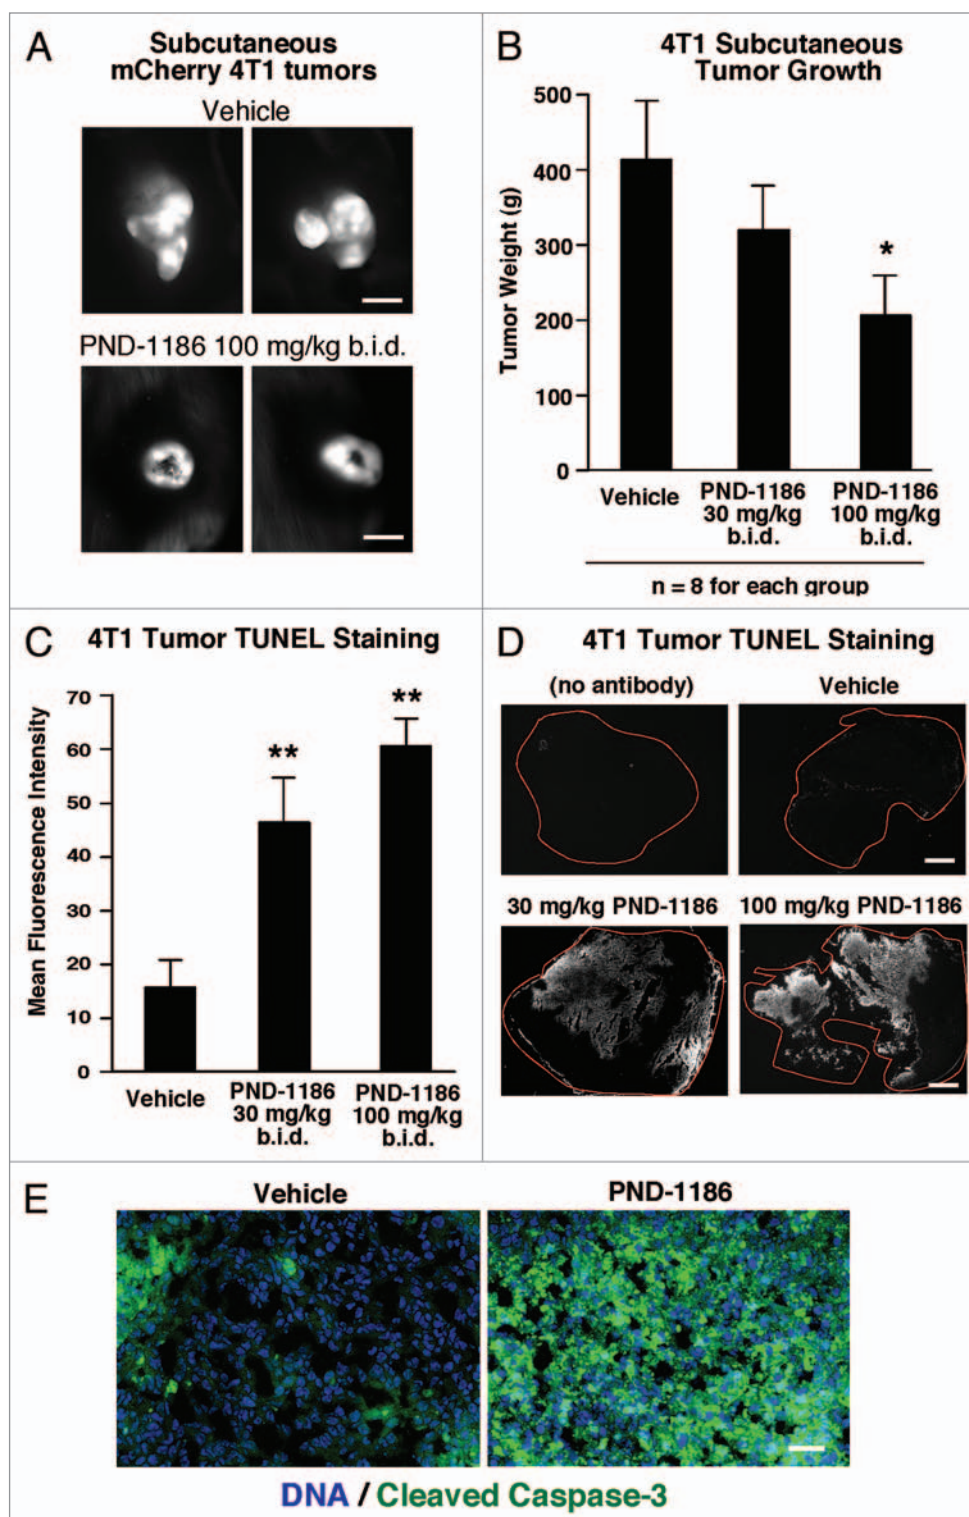 A
Subcutaneous
mCherry 4T1 tumors
Vehicle
PND-1186 100 mg/kg b.i.d.
B
4T1 Subcutaneous
Tumor Growth
Tumor Weight (g)
500
400
300
200
100
0
*
Vehicle
PND-1186
30 mg/kg
b.i.d.
PND-1186
100 mg/kg
b.i.d.
n = 8 for each group
C
4T1 Tumor TUNEL Staining
Mean Fluorescence Intensity
70
60
50
40
30
20
10
0
**
**
Vehicle
PND-1186
30 mg/kg
b.i.d.
PND-1186
100 mg/kg
b.i.d.
D
4T1 Tumor TUNEL Staining
(no antibody)
Vehicle
30 mg/kg PND-1186
100 mg/kg PND-1186
E
Vehicle
PND-1186
DNA / Cleaved Caspase-3